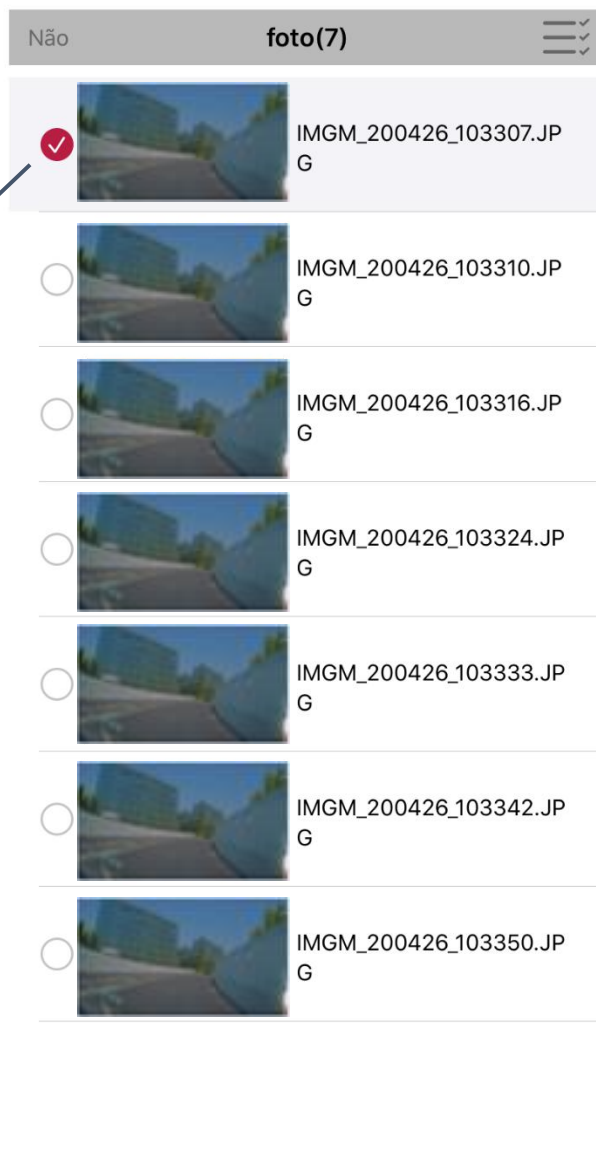 Não
foto(7)
IMGM_200426_103307.JP
G
IMGM_200426_103310.JP
G
IMGM_200426_103316.JP
G
IMGM_200426_103324.JP
G
IMGM_200426_103333.JP
G
IMGM_200426_103342.JP
G
IMGM_200426_103350.JP
G